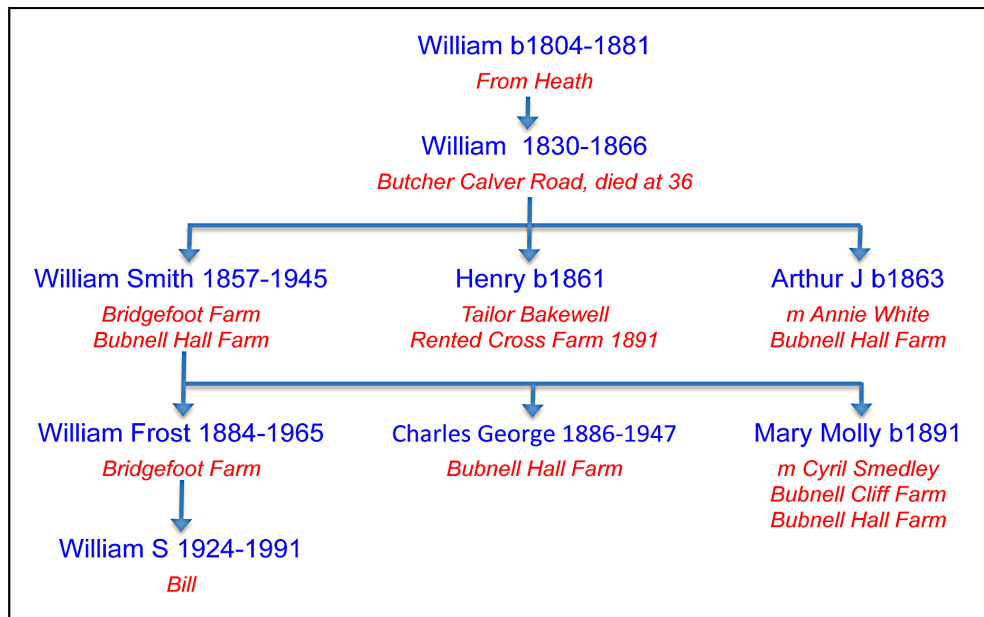 William b1804-1881
From Heath
William 1830-1866
Butcher Calver Road, died at 36
William Smith 1857-1945
Bridgefoot Farm
Bubnell Hall Farm
Henry b1861
Tailor Bakewell
Rented Cross Farm 1891
Arthur J b1863
m Annie White
Bubnell Hall Farm
William Frost 1884-1965
Bridgefoot Farm
Charles George 1886-1947
Bubnell Hall Farm
Mary Molly b1891
m Cyril Smedley
Bubnell Cliff Farm
Bubnell Hall Farm
William S 1924-1991
Bill